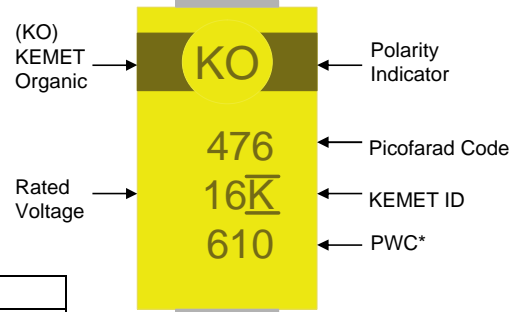 (KO)
KEMET
Organic
KO
Polarity
Indicator
476
Picofarad Code
Rated
Voltage
16K
KEMET ID
610
PWC*